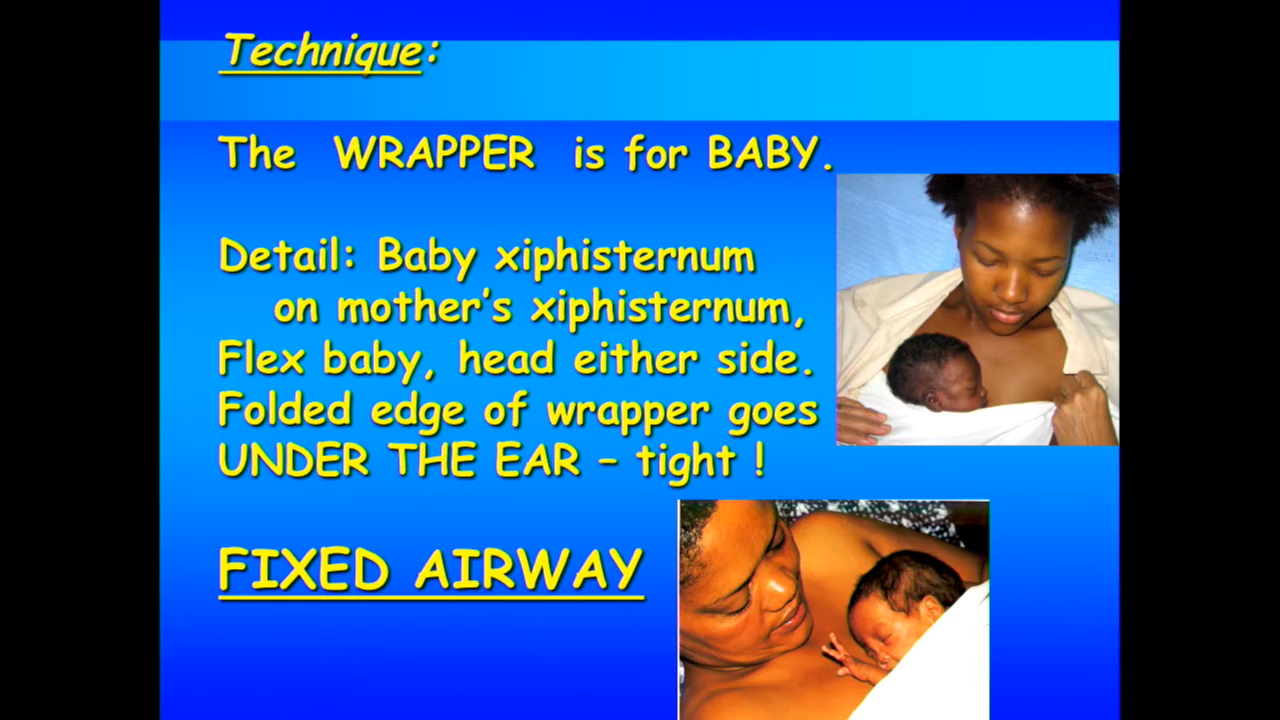 Technique:
The WRAPPER is for BABY.
Detail: Baby xiphisternum
on mother's xiphisternum,
Flex baby, head either side.
Folded edge of wrapper goes
UNDER THE EAR – tight !
FIXED AIRWAY